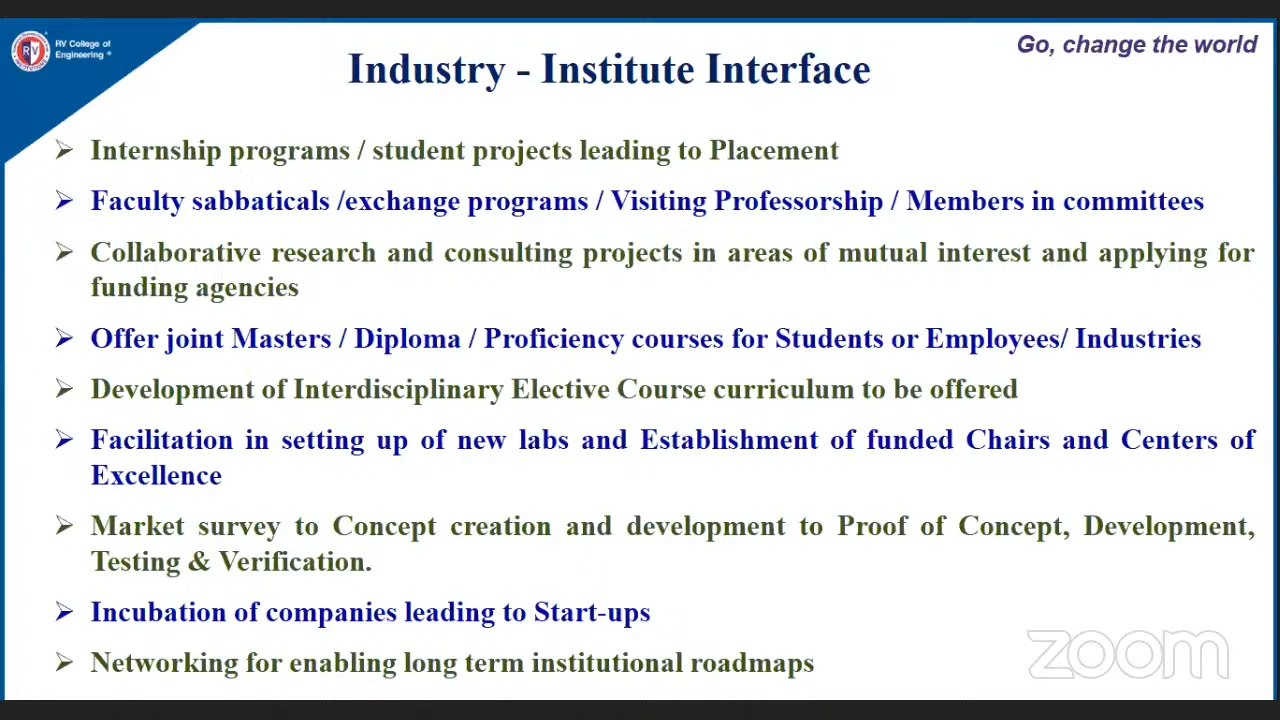 RV College of
Engineering
Go, change the world
Industry - Institute Interface
Internship programs / student projects leading to Placement
Faculty sabbaticals /exchange programs / Visiting Professorship / Members in committees
Collaborative research and consulting projects in areas of mutual interest and applying for
funding agencies
Offer joint Masters / Diploma / Proficiency courses for Students or Employees/ Industries
Development of Interdisciplinary Elective Course curriculum to be offered
Facilitation in setting up of new labs and Establishment of funded Chairs and Centers of
Excellence
Market survey to Concept creation and development to Proof of Concept, Development,
Testing & Verification.
Incubation of companies leading to Start-ups
Networking for enabling long term institutional roadmaps
zoom